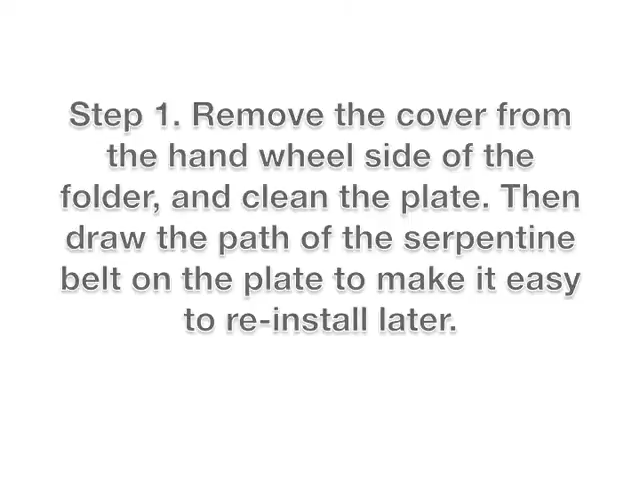 Step 1. Remove the cover from
the hand wheel side of the
folder, and clean the plate. Then
draw the path of the serpentine
belt on the plate to make it easy
to re-install later.